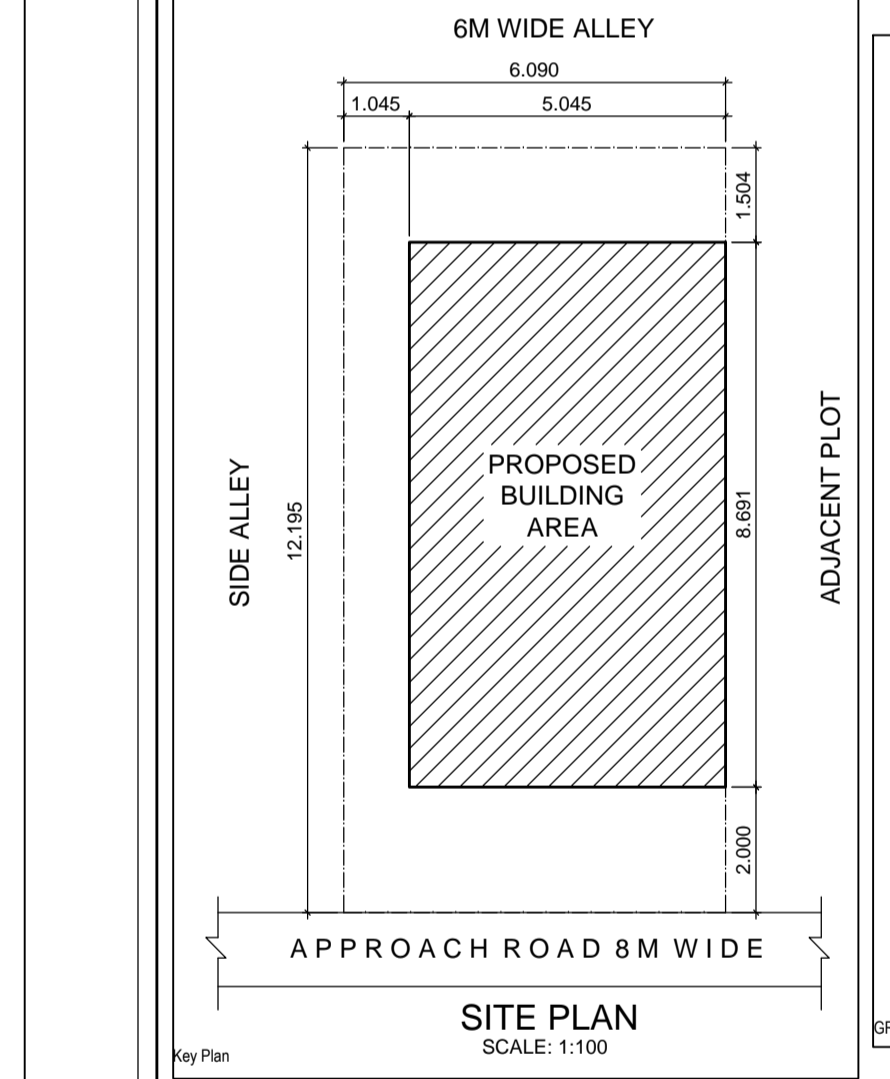 6M WIDE ALLEY
6.090
1.045
5.045
1.504
SIDE ALLEY
12.195
PROPOSED
BUILDING
AREA
8.691
ADJACENT PLOT
2.000
APPROACH ROAD 8M WIDE
SITE PLAN
SCALE: 1:100
Key Plan